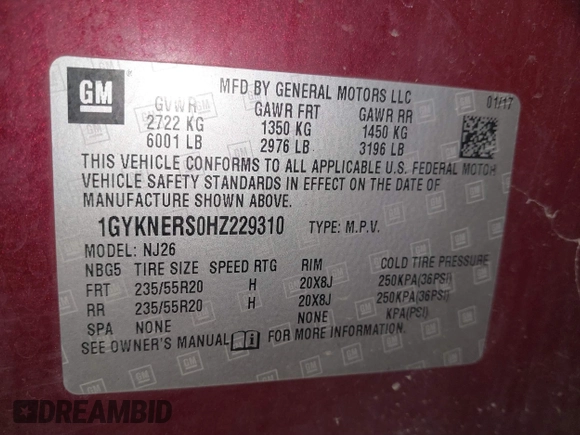 GM
MFD BY GENERAL MOTORS LLC
01/17
GVWR GAWR FRT GAWR RR
2722 KG 1350 KG 1450 KG
6001 LB 2976 LB 3196 LB
THIS VEHICLE CONFORMS TO ALL APPLICABLE U.S. FEDERAL MOTOR
VEHICLE SAFETY STANDARDS IN EFFECT ON THE DATE OF
MANUFACTURE SHOWN ABOVE.
1GYKNERS0HZ229310 TYPE: M.P.V.
MODEL: NJ26
NBG5 TIRE SIZE SPEED RTG RIM COLD TIRE PRESSURE
FRT 235/55R20 H 20X8J 250KPA(36PSI)
RR 235/55R20 H 20X8J 250KPA(36PSI)
SPA NONE NONE KPA(PSI)
SEE OWNER'S MANUAL FOR MORE INFORMATION.
DREAMBID